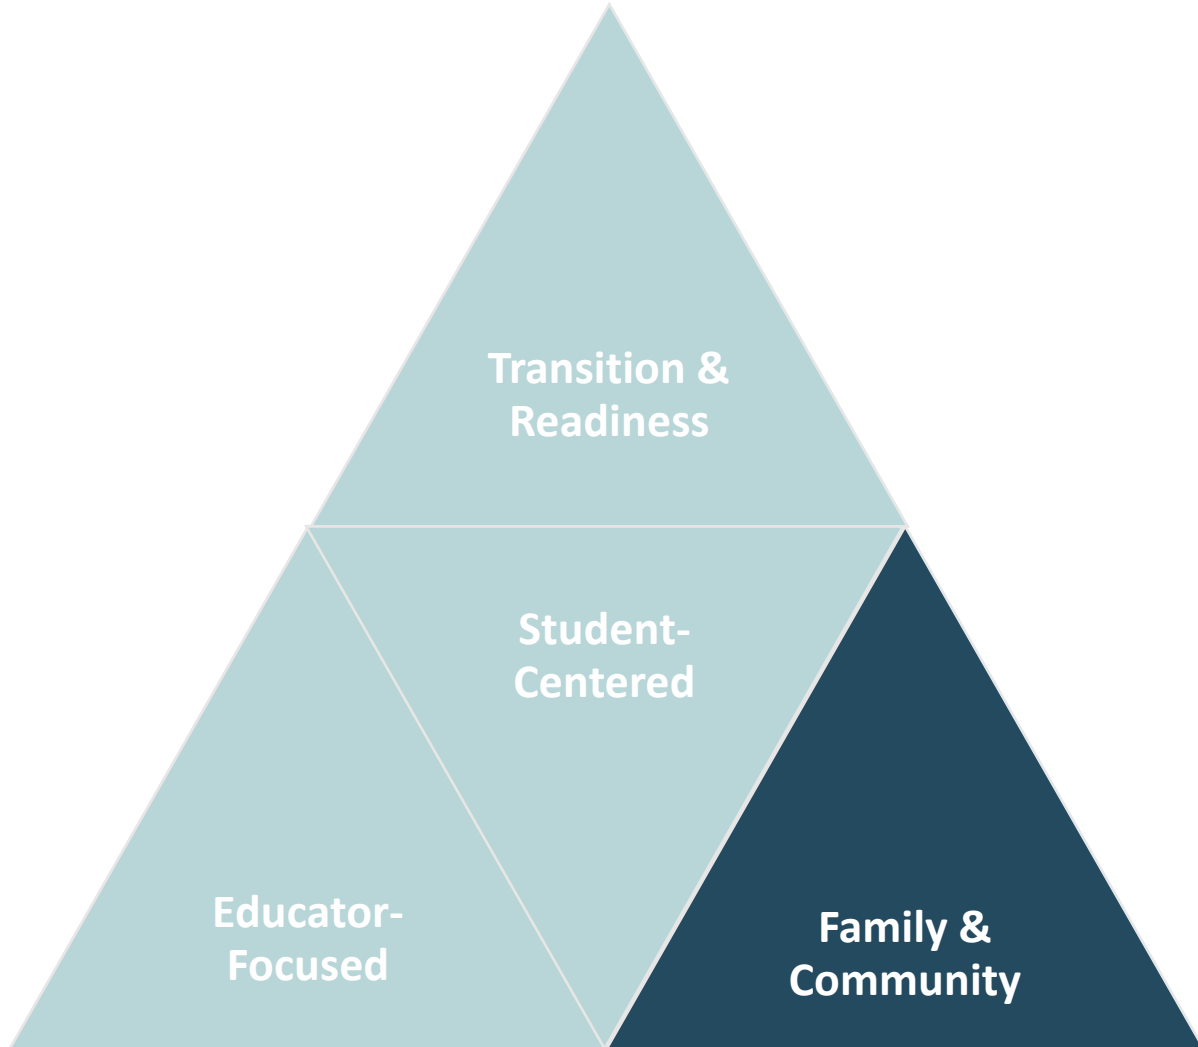 Transition &
Readiness
Student-
Centered
Educator-
Focused
Family &
Community